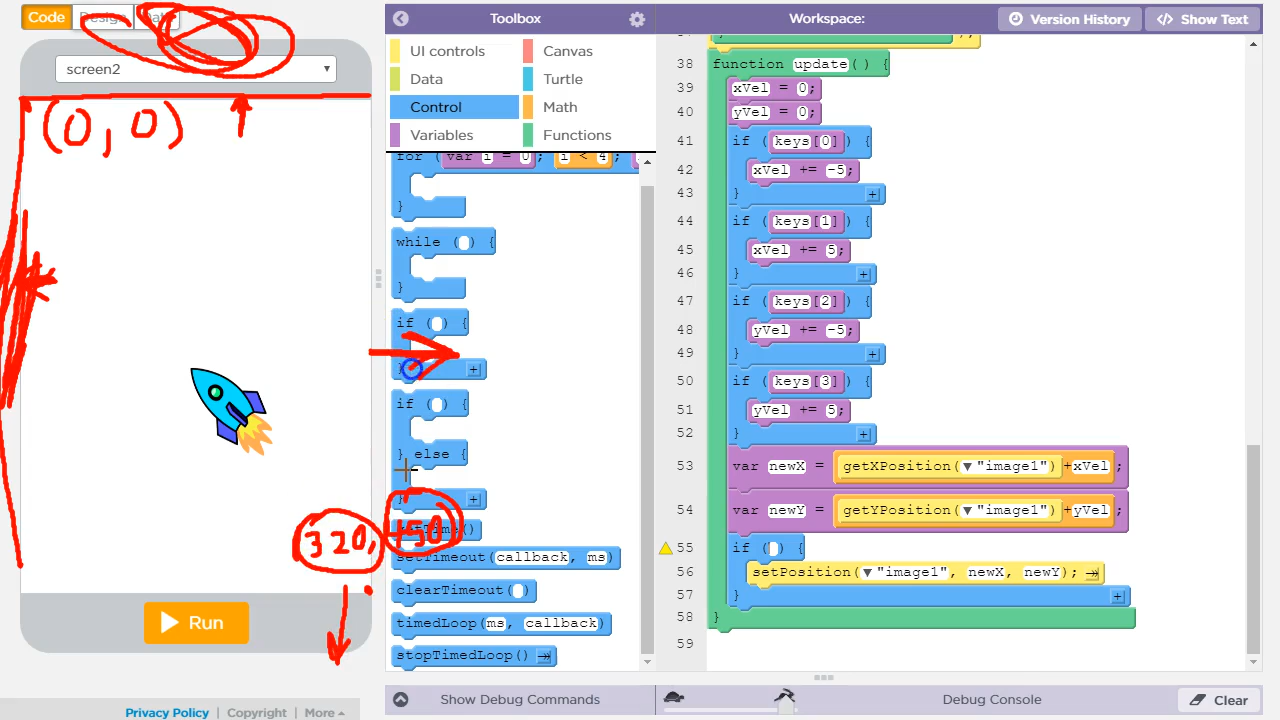 Code
Toolbox
Workspace:
Version History
Show Text
screen2
UI controls
Canvas
Data
Turtle
Control
Math
Variables
Functions
(0, 0)
for (var i = 0; i < 4;
}
while ( ) {
}
if ( ) {
}
if ( ) {
} else {
}
(320, 450)
setTimeout(callback, ms)
clearTimeout( )
timedLoop(ms, callback)
stopTimedLoop()
Run
38 function update() {
39 xVel = 0;
40 yVel = 0;
41 if (keys[0]) {
42 xVel += -5;
43 }
44 if (keys[1]) {
45 xVel += 5;
46 }
47 if (keys[2]) {
48 yVel += -5;
49 }
50 if (keys[3]) {
51 yVel += 5;
52 }
53 var newX = getXPosition("image1")+xVel;
54 var newY = getYPosition("image1")+yVel;
55 if ( ) {
56 setPosition("image1", newX, newY);
57 }
58 }
59
Show Debug Commands
Debug Console
Clear
Privacy Policy | Copyright | More